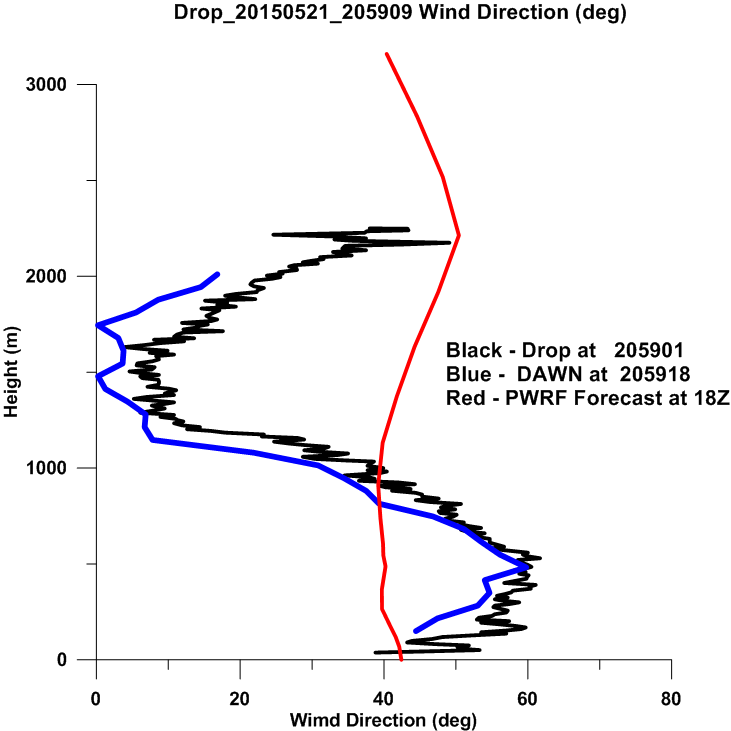 Drop_20150521_205909 Wind Direction (deg)
3000
2000
1000
0
Height (m)
Black - Drop at 205901
Blue - DAWN at 205918
Red - PWRF Forecast at 18Z
0 20 40 60 80
Wimd Direction (deg)